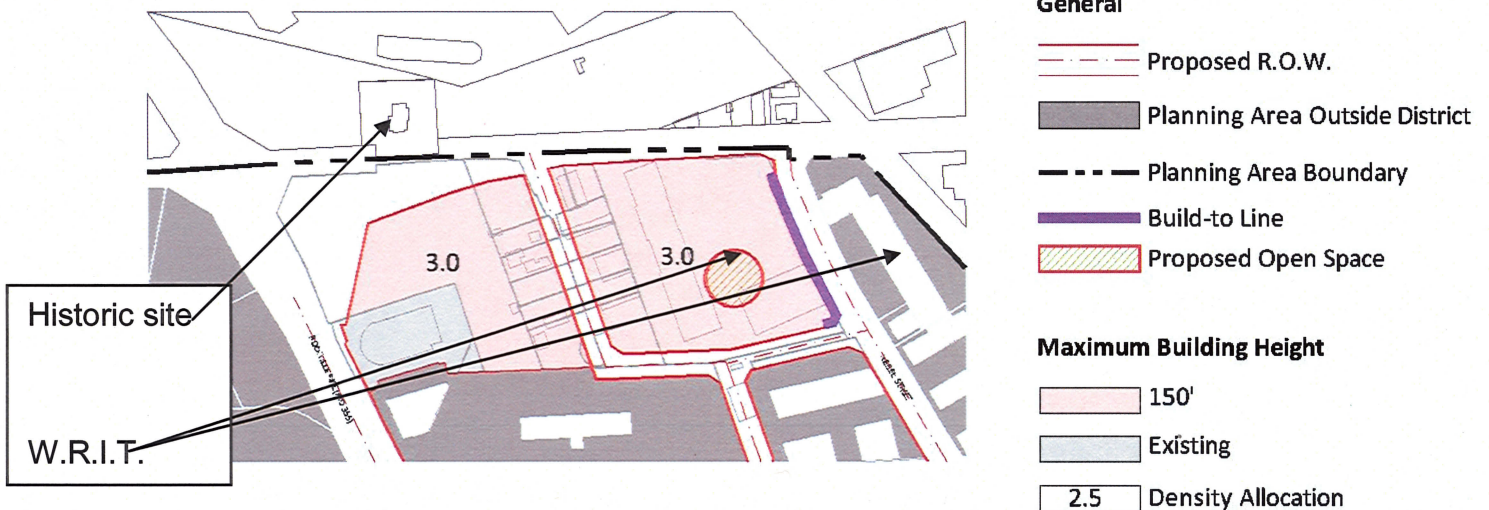 General
Proposed R.O.W.
Planning Area Outside District
Planning Area Boundary
Build-to Line
Proposed Open Space
3.0
3.0
Historic site
W.R.I.T.
Maximum Building Height
150'
Existing
2.5 Density Allocation